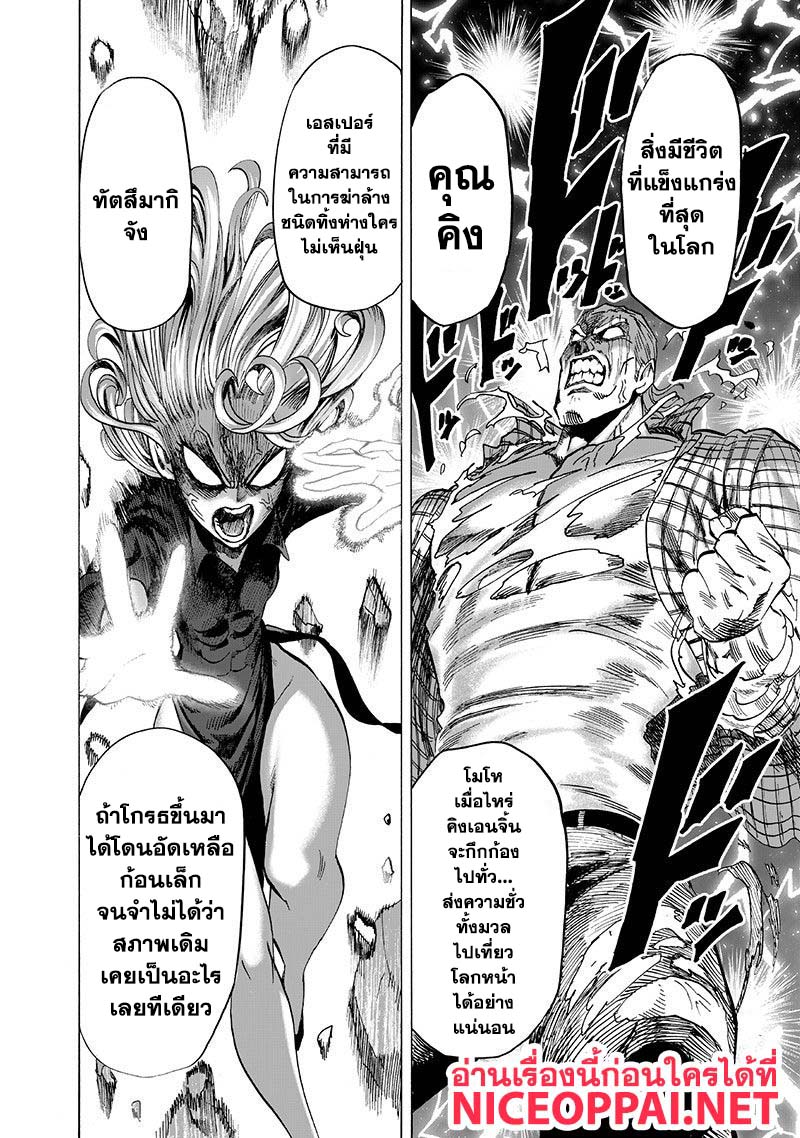 สิ่งมีชีวิต
ที่แข็งแกร่ง
ที่สุด
ในโลก
คุณ
คิง
โมโห
เมื่อไหร่
คิงเอนจิ้น
จะกึกก้อง
ไปทั่ว...
ส่งความชั่ว
ทั้งมวล
ไปเที่ยว
โลกหน้า
ได้อย่าง
แน่นอน
เอสเปอร์
ที่มี
ความสามารถ
ในการฆ่าล้าง
ชนิดทิ้งห่างใคร
ไม่เห็นฝุ่น
ทัตสึมากิ
จัง
ถ้าโกรธขึ้นมา
ได้โดนอัดเหลือ
ก้อนเล็ก
จนจำไม่ได้ว่า
สภาพเดิม
เคยเป็นอะไร
เลยทีเดียว
อ่านเรื่องนี้ก่อนใครได้ที่
NICEOPPAI.NET